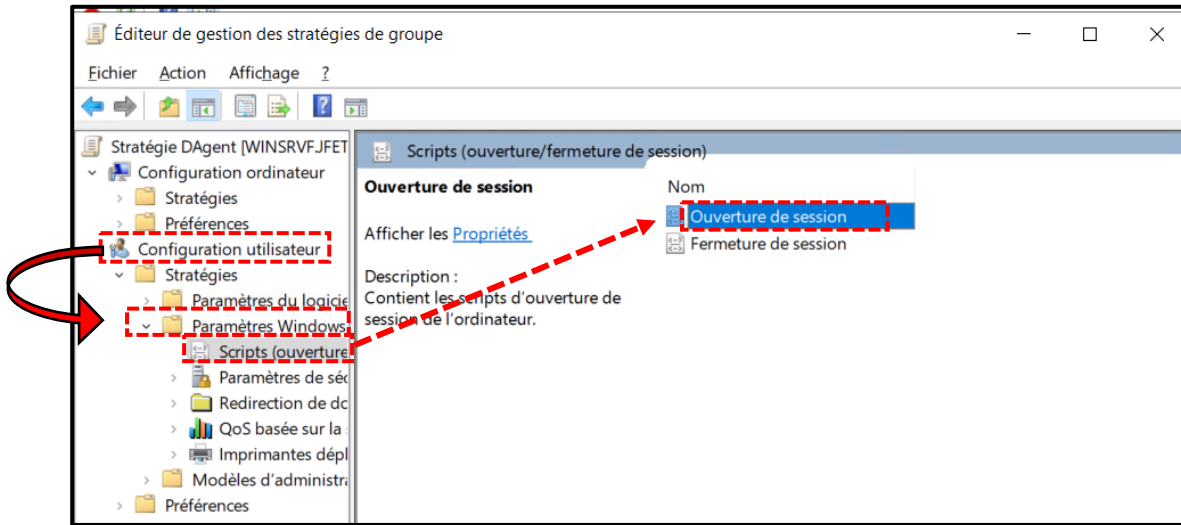 Éditeur de gestion des stratégies de groupe
Fichier Action Affichage ?
Stratégie DAgent [WINSRVF.JFET
Configuration ordinateur
Stratégies
Préférences
Configuration utilisateur
Stratégies
Paramètres du logicie
Paramètres Windows
Scripts (ouverture
Paramètres de séc
Redirection de dc
QoS basée sur la
Imprimantes dépl
Modèles d'administra
Préférences
Scripts (ouverture/fermeture de session)
Ouverture de session
Afficher les Propriétés
Description :
Contient les scripts d'ouverture de
session de l'ordinateur.
Nom
Ouverture de session
Fermeture de session